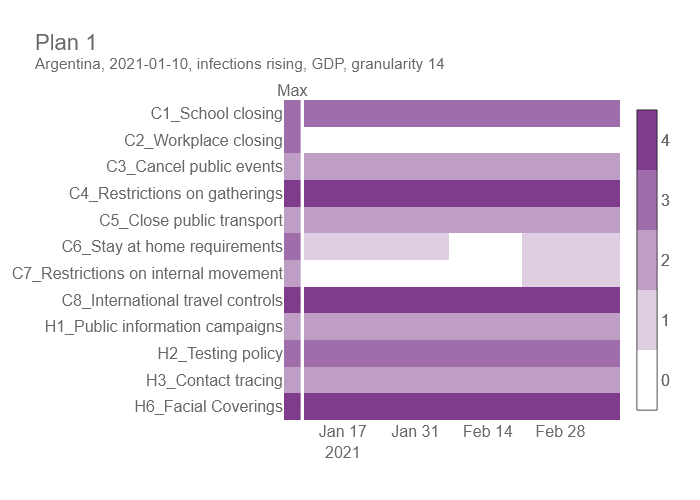 Plan 1
Argentina, 2021-01-10, infections rising, GDP, granularity 14
Max
C1_School closing
C2_Workplace closing
C3_Cancel public events
C4_Restrictions on gatherings
C5_Close public transport
C6_Stay at home requirements
C7_Restrictions on internal movement
C8_International travel controls
H1_Public information campaigns
H2_Testing policy
H3_Contact tracing
H6_Facial Coverings
Jan 17 Jan 31 Feb 14 Feb 28
2021
4
3
2
1
0